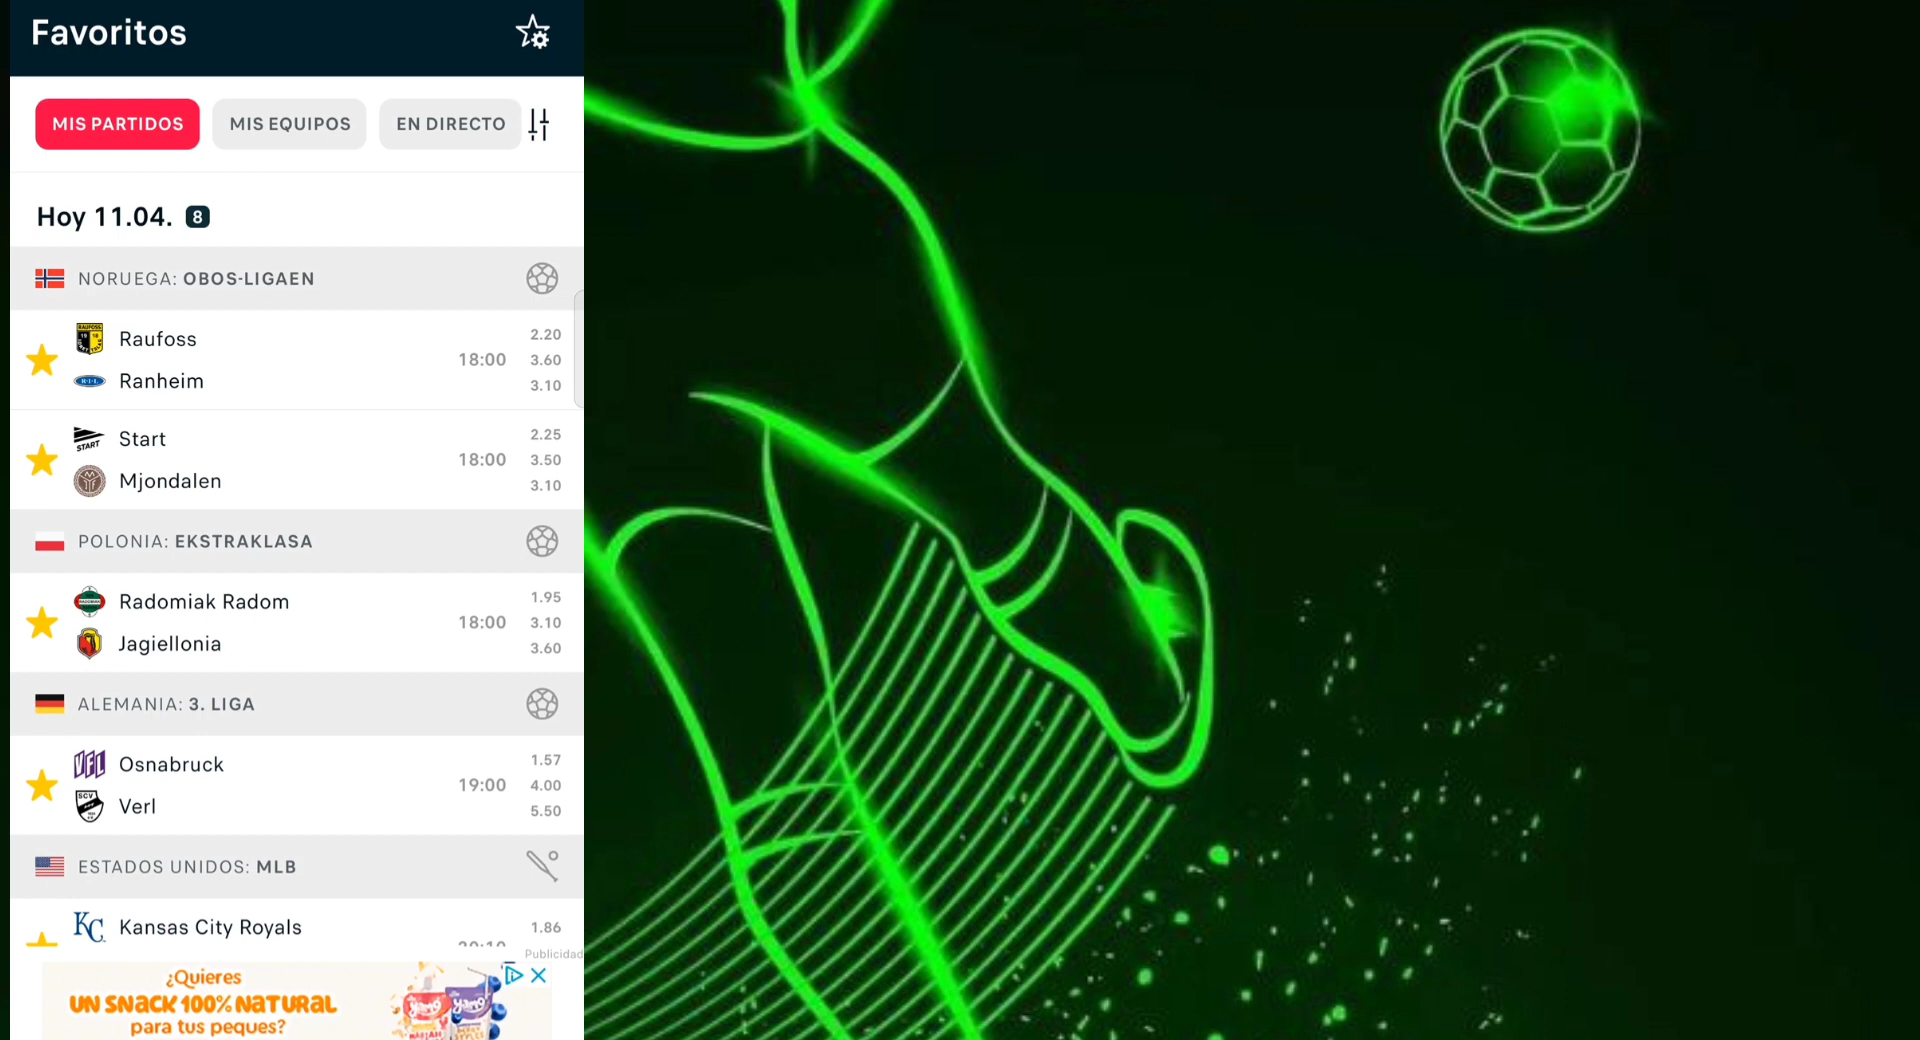 Favoritos
MIS PARTIDOS
MIS EQUIPOS
EN DIRECTO
Hoy 11.04. 8
NORUEGA: OBOS-LIGAEN
Raufoss
Ranheim
18:00
2.20
3.60
3.10
START
Start
Mjondalen
18:00
2.25
3.50
3.10
POLONIA: EKSTRAKLASA
Radomiak Radom
Jagiellonia
18:00
1.95
3.10
3.60
ALEMANIA: 3. LIGA
VFL
Osnabruck
SCV
Verl
19:00
1.57
4.00
5.50
ESTADOS UNIDOS: MLB
KC
Kansas City Royals
1.86
Publicidad
¿Quieres
UN SNACK 100% NATURAL
para tus peques?